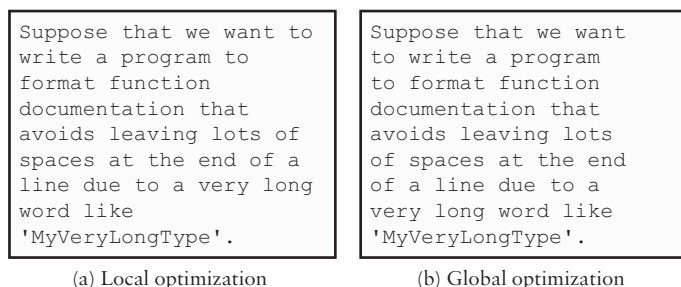 Suppose that we want to
write a program to
format function
documentation that
avoids leaving lots of
spaces at the end of a
line due to a very long
word like
'MyVeryLongType'.
(a) Local optimization
Suppose that we want
to write a program
to format function
documentation that
avoids leaving lots
of spaces at the end
of a line due to a
very long word like
'MyVeryLongType'.
(b) Global optimization